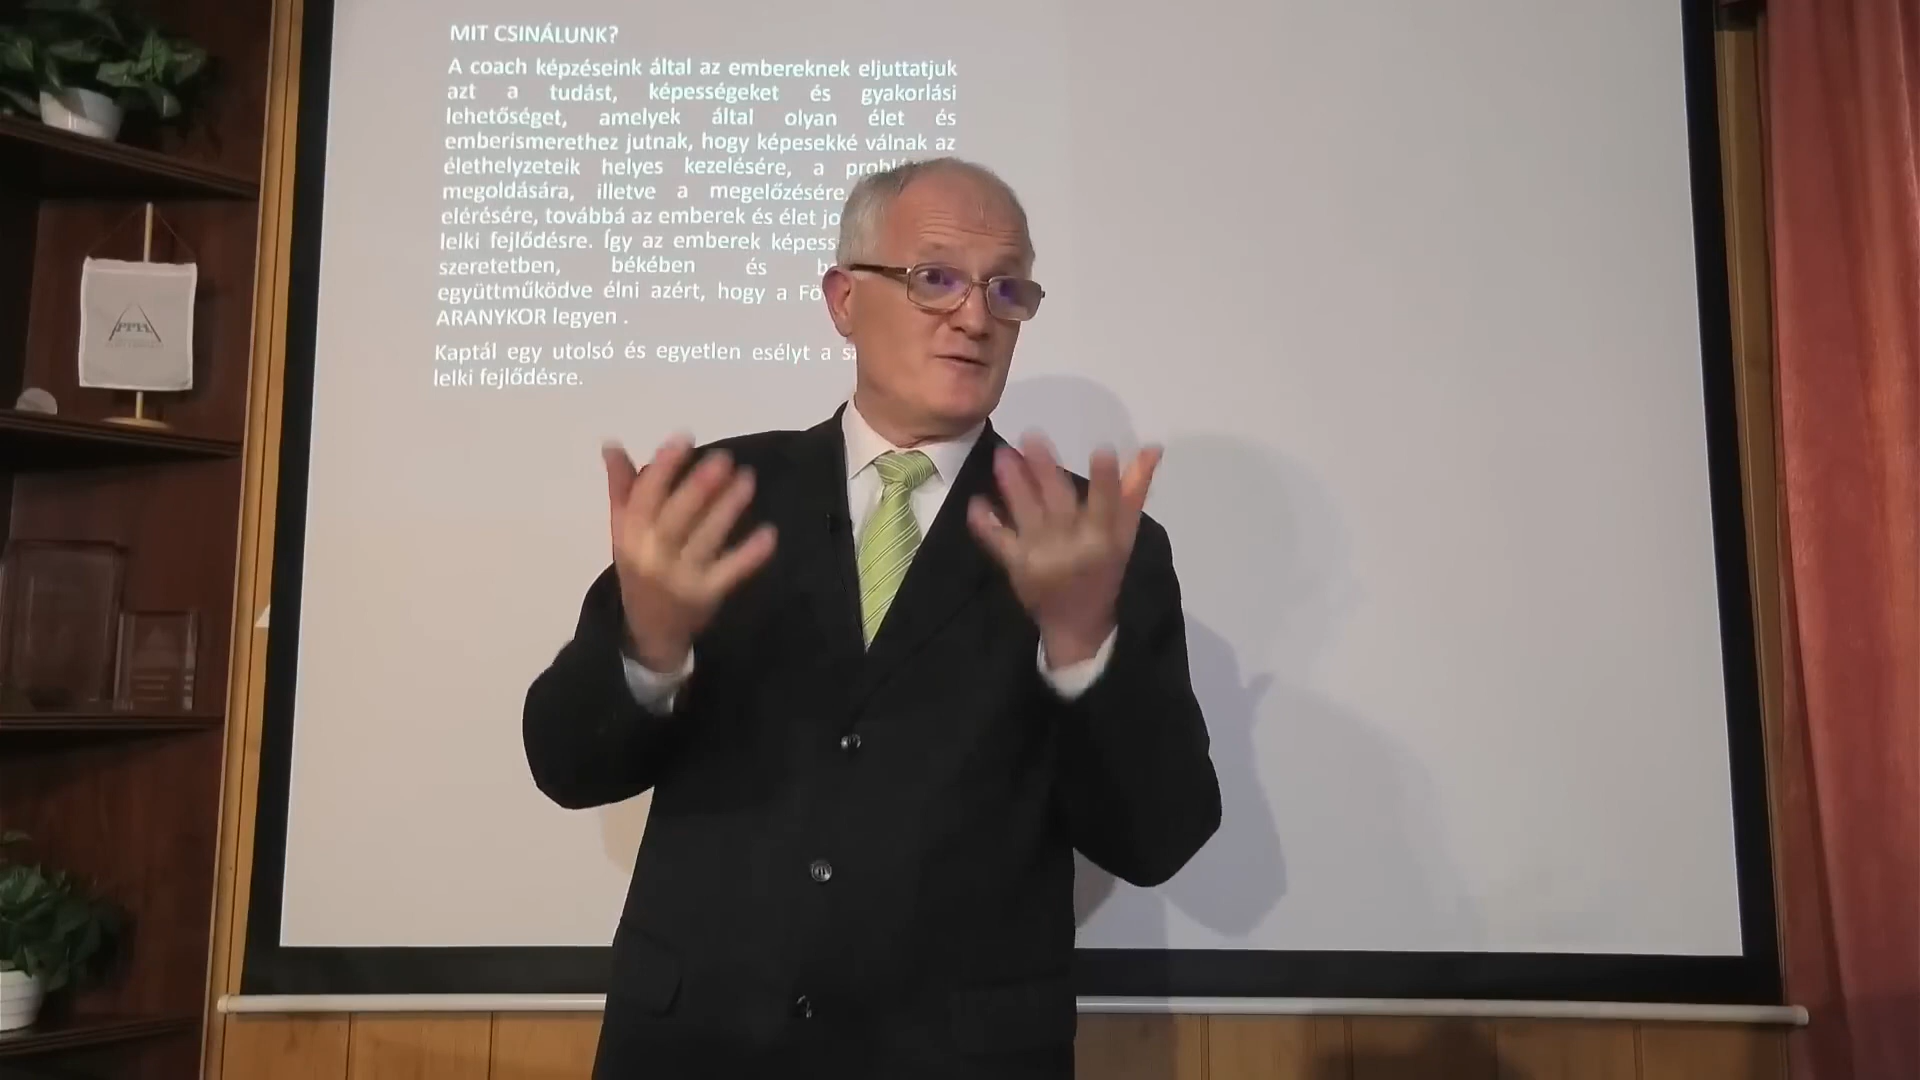 MIT CSINÁLUNK?
A coach képzéseink által az embereknek eljuttatjuk
azt a tudást, képességeket és gyakorlási
lehetőséget, amelyek által olyan élet és
emberismerethez jutnak, hogy képesekké válnak az
élethelyzeteik helyes kezelésére, a
megoldására, illetve a megelőzésére,
elérésére, továbbá az emberek és élet
lelki fejlődésre. Így az emberek
szeretetben, békében és
együttműködve élni azért, hogy a
ARANYKOR legyen .
Kaptál egy utolsó és egyetlen esélyt a
lelki fejlődésre.